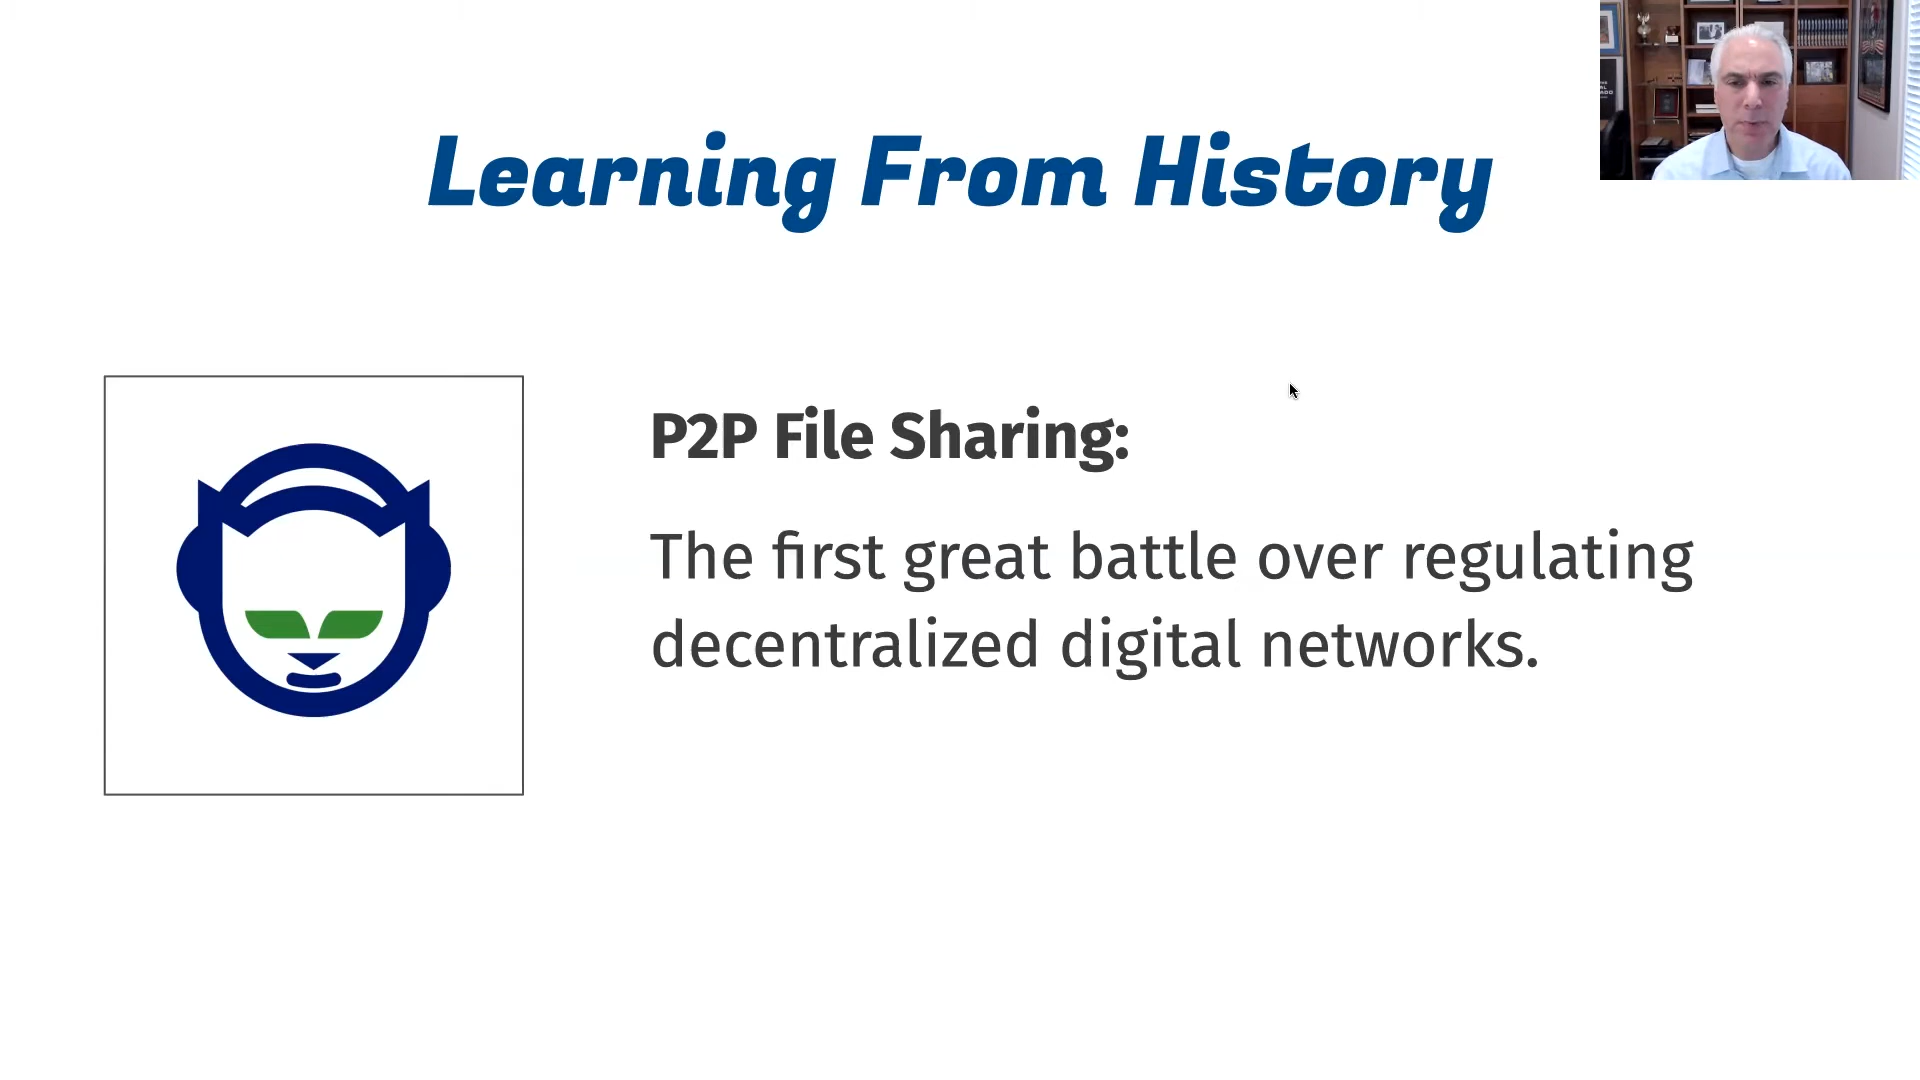 Learning From History
P2P File Sharing:
The first great battle over regulating
decentralized digital networks.